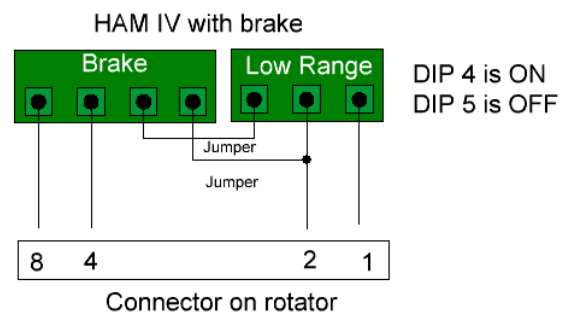 HAM IV with brake
Brake
Low Range
DIP 4 is ON
DIP 5 is OFF
Jumper
Jumper
8 4 2 1
Connector on rotator